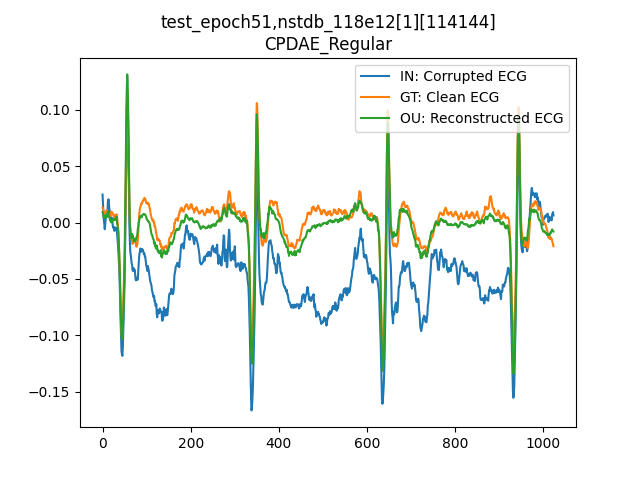 test_epoch51,nstdb_118e12[1][114144]
CPDAE_Regular
IN: Corrupted ECG
GT: Clean ECG
OU: Reconstructed ECG
0.10
0.05
0.00
−0.05
−0.10
−0.15
0
200
400
600
800
1000